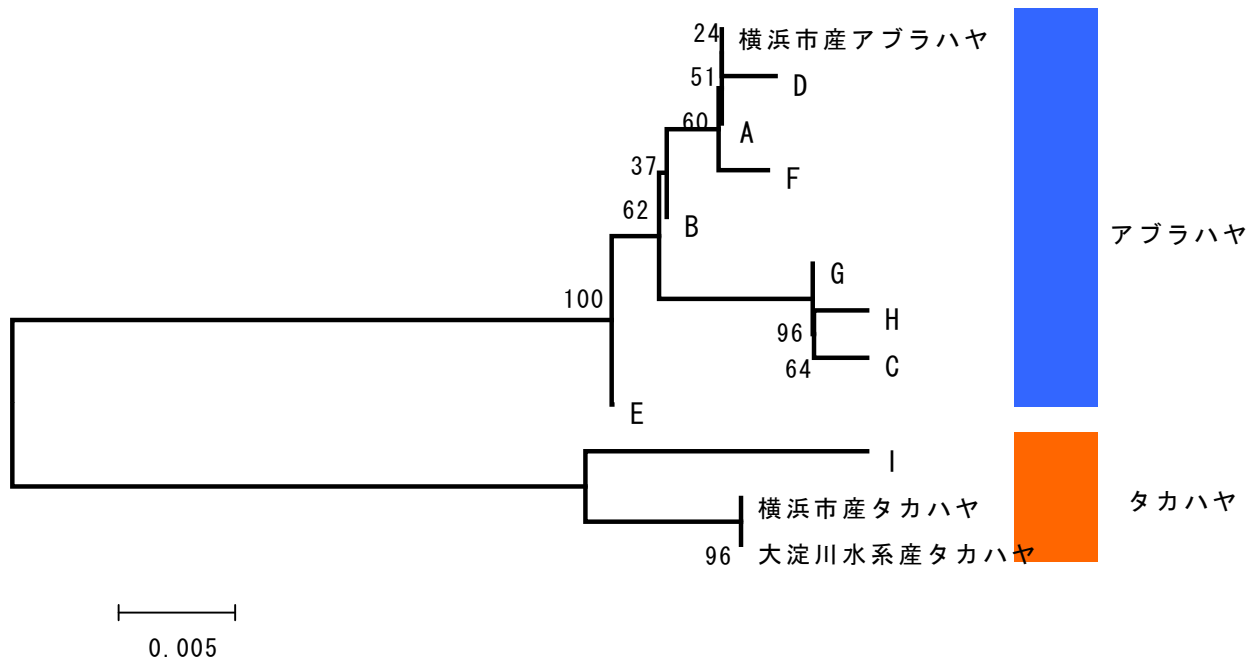 24
横浜市産アブラハヤ
51
D
60
A
37
F
62
B
アブラハヤ
G
100
H
96
C
64
E
I
横浜市産タカハヤ
タカハヤ
96
大淀川水系産タカハヤ
0.005